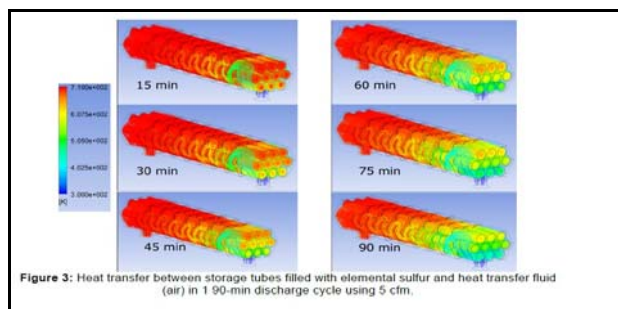 15 min
60 min
7.100e+002
6.075e+002
5.050e+002
4.025e+002
3.000e+002
[K]
30 min
75 min
45 min
90 min
Figure 3: Heat transfer between storage tubes filled with elemental sulfur and heat transfer fluid
(air) in 1 90-min discharge cycle using 5 cfm.